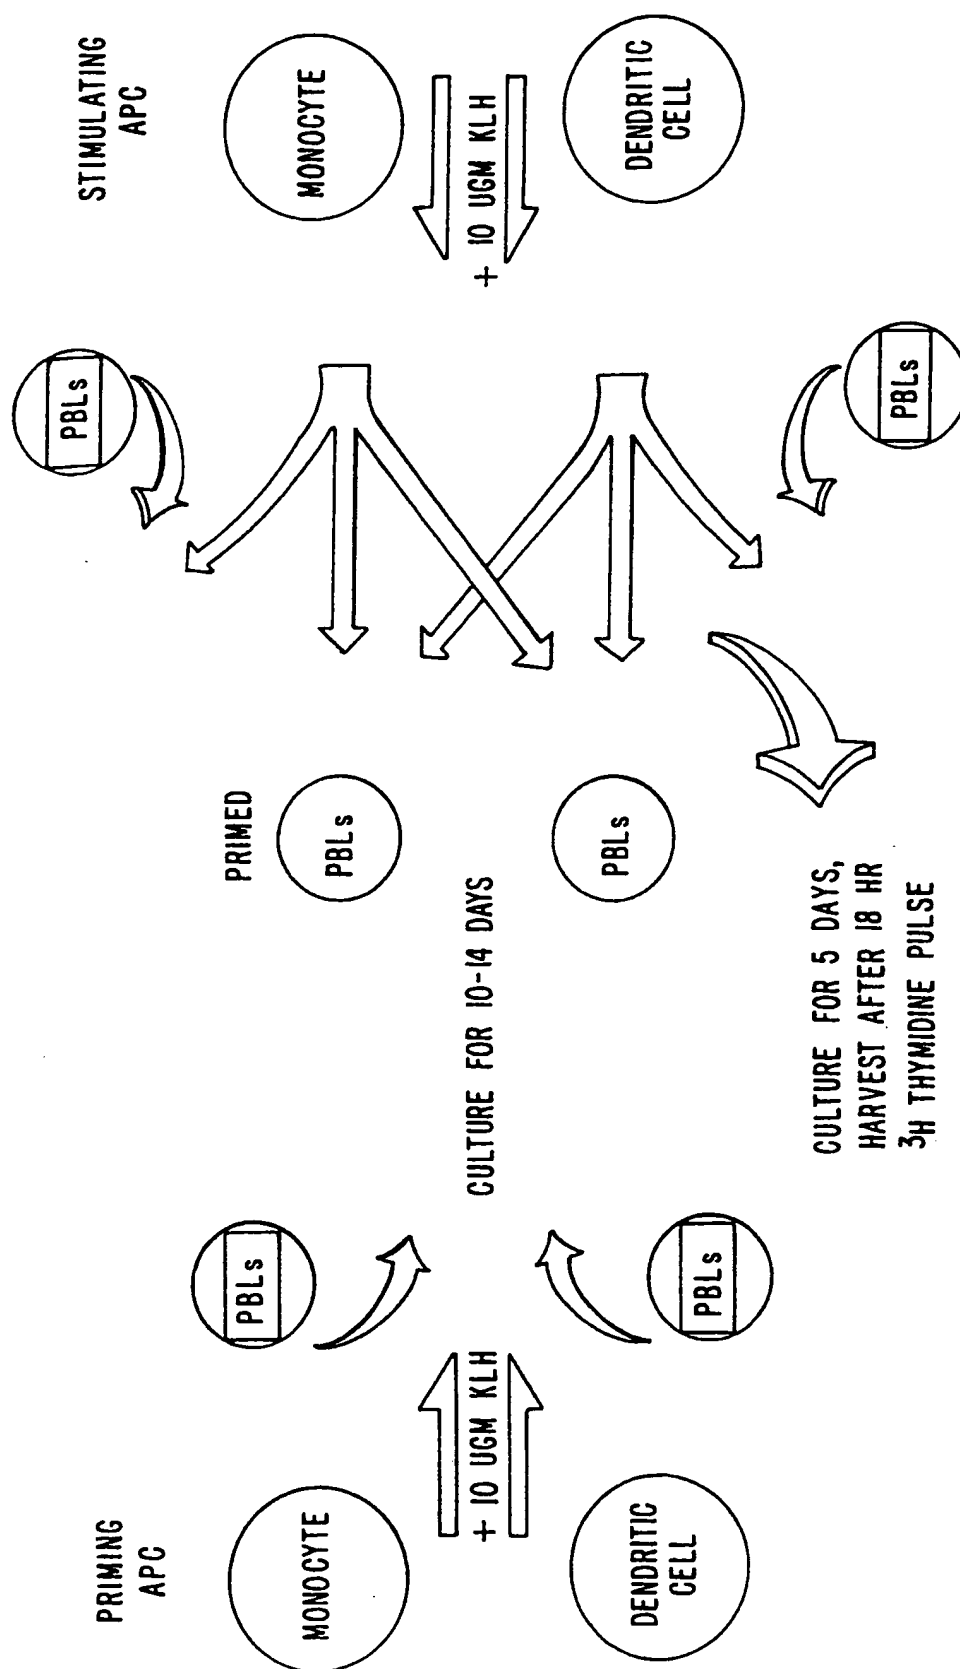 PRIMING
APC
MONOCYTE
+ 10 UGM KLH
DENDRITIC
CELL
PBLs
PBLs
CULTURE FOR 10-14 DAYS
PRIMED
PBLs
PBLs
CULTURE FOR 5 DAYS,
HARVEST AFTER 18 HR
³H THYMIDINE PULSE
PBLs
PBLs
STIMULATING
APC
MONOCYTE
+ 10 UGM KLH
DENDRITIC
CELL